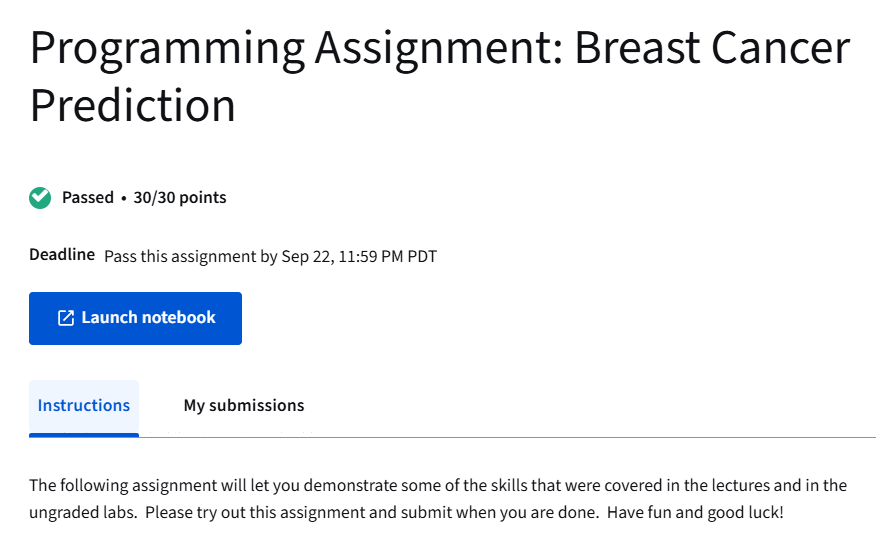 Programming Assignment: Breast Cancer
Prediction
Passed • 30/30 points
Deadline Pass this assignment by Sep 22, 11:59 PM PDT
Launch notebook
Instructions My submissions
The following assignment will let you demonstrate some of the skills that were covered in the lectures and in the
ungraded labs.  Please try out this assignment and submit when you are done.  Have fun and good luck!